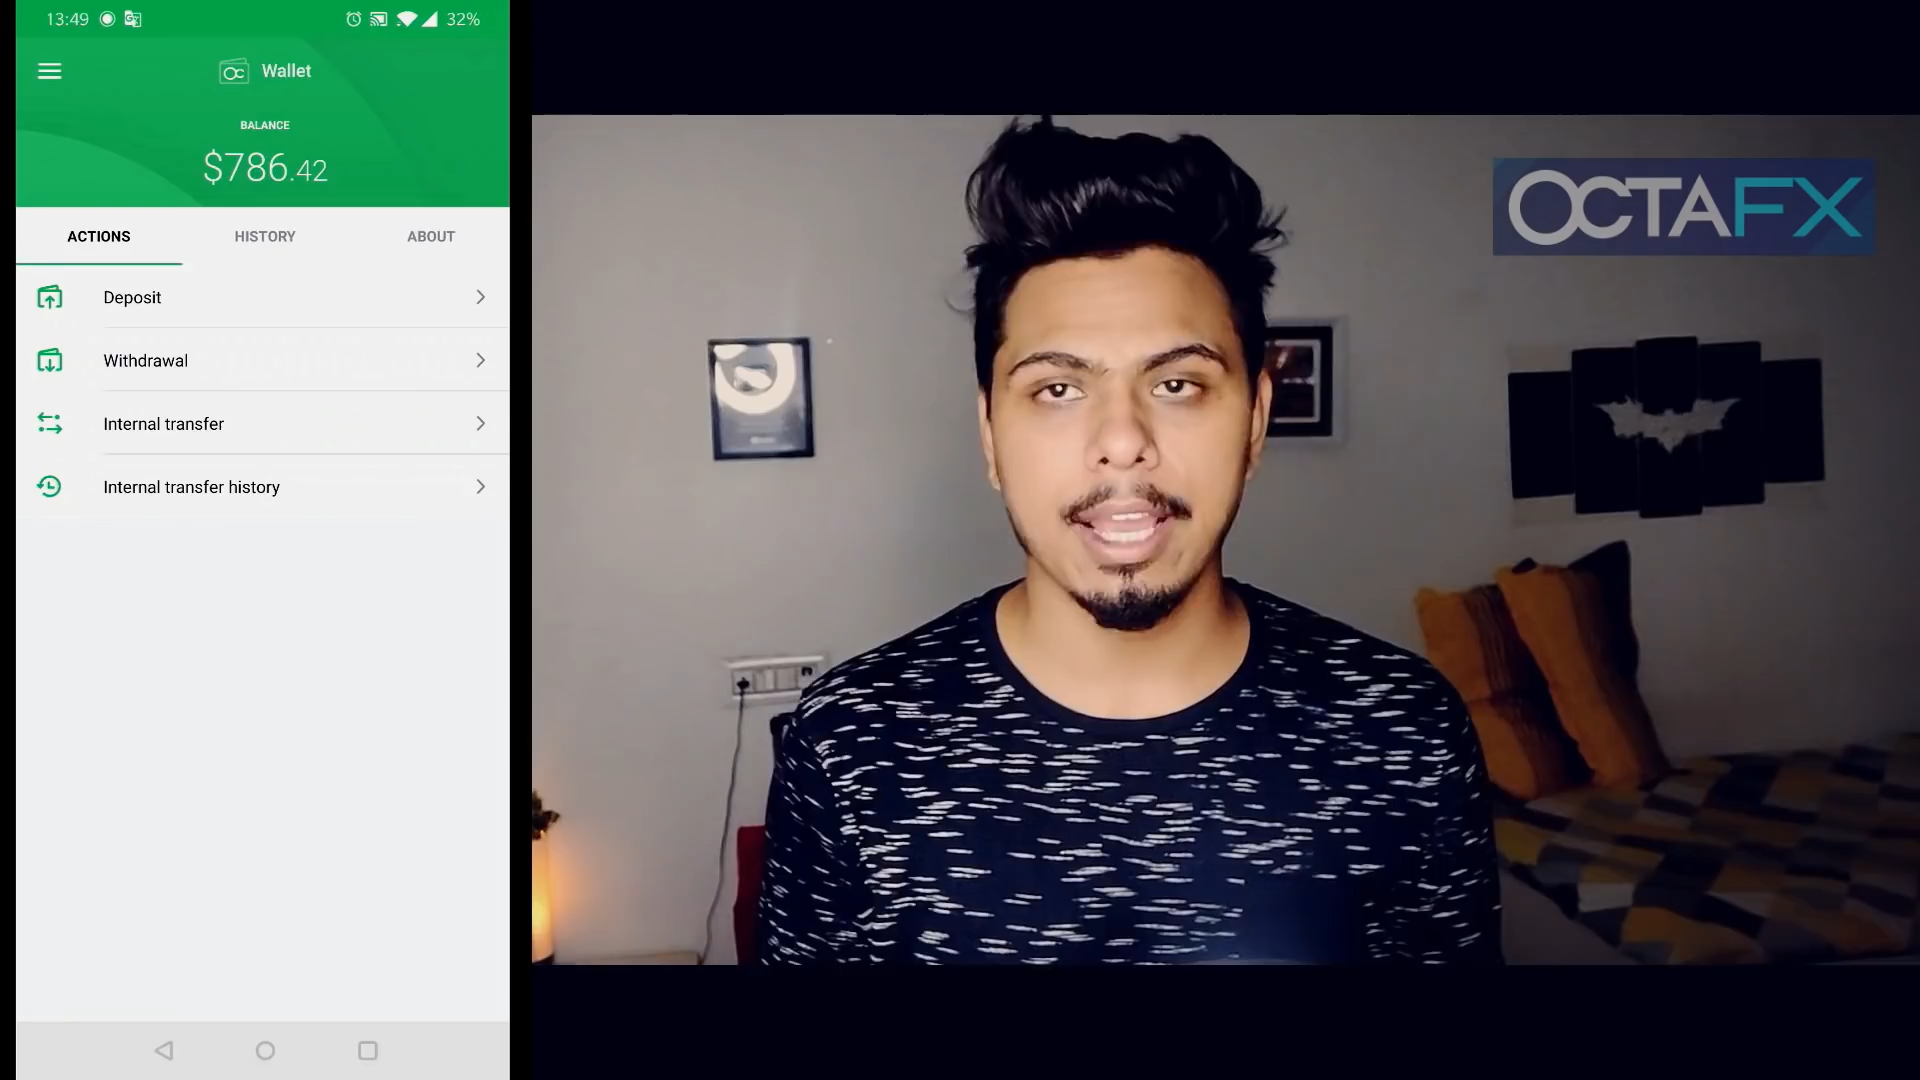 13:49
32%
Wallet
BALANCE
$786.42
ACTIONS
HISTORY
ABOUT
Deposit
Withdrawal
Internal transfer
Internal transfer history
OCTAFX